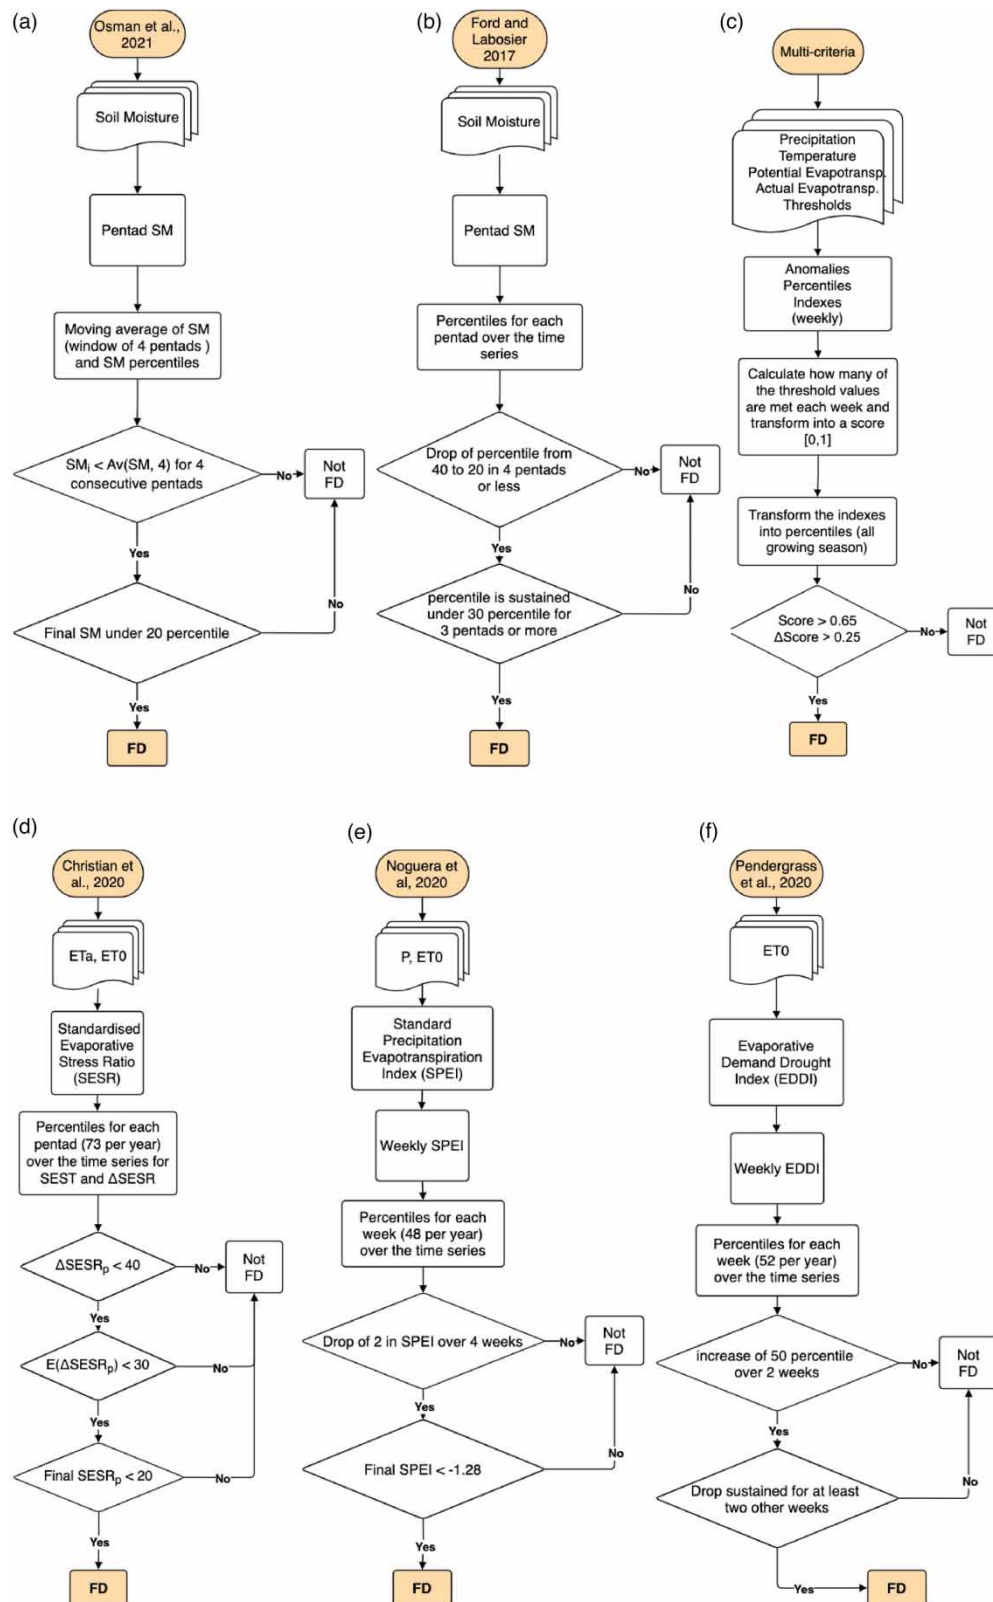 (a)
Osman et al.,
2021
Soil Moisture
Pentad SM
Moving average of SM
(window of 4 pentads )
and SM percentiles
SMi < Av(SM, 4) for 4
consecutive pentads
No
Not
FD
Yes
Final SM under 20 percentile
No
Yes
FD
(b)
Ford and
Labosier
2017
Soil Moisture
Pentad SM
Percentiles for each
pentad over the time
series
Drop of percentile from
40 to 20 in 4 pentads
or less
No
Not
FD
Yes
percentile is sustained
under 30 percentile for
3 pentads or more
No
Yes
FD
(c)
Multi-criteria
Precipitation
Temperature
Potential Evapotransp.
Actual Evapotransp.
Thresholds
Anomalies
Percentiles
Indexes
(weekly)
Calculate how many of
the threshold values
are met each week and
transform into a score
[0,1]
Transform the indexes
into percentiles (all
growing season)
Score > 0.65
ΔScore > 0.25
No
Not
FD
Yes
FD
(d)
Christian et
al., 2020
ETa, ET0
Standardised
Evaporative
Stress Ratio
(SESR)
Percentiles for each
pentad (73 per year)
over the time series for
SEST and ΔSESR
ΔSESRp < 40
No
Not
FD
Yes
E(ΔSESRp) < 30
No
Yes
Final SESRp < 20
No
Yes
FD
(e)
Noguera et
al, 2020
P, ET0
Standard
Precipitation
Evapotranspiration
Index (SPEI)
Weekly SPEI
Percentiles for each
week (48 per year)
over the time series
Drop of 2 in SPEI over 4 weeks
No
Not
FD
Yes
Final SPEI < -1.28
No
Yes
FD
(f)
Pendergrass
et al., 2020
ET0
Evaporative
Demand Drought
Index (EDDI)
Weekly EDDI
Percentiles for each
week (52 per year)
over the time series
increase of 50 percentile
over 2 weeks
No
Not
FD
Yes
Drop sustained for at least
two other weeks
No
Yes
FD